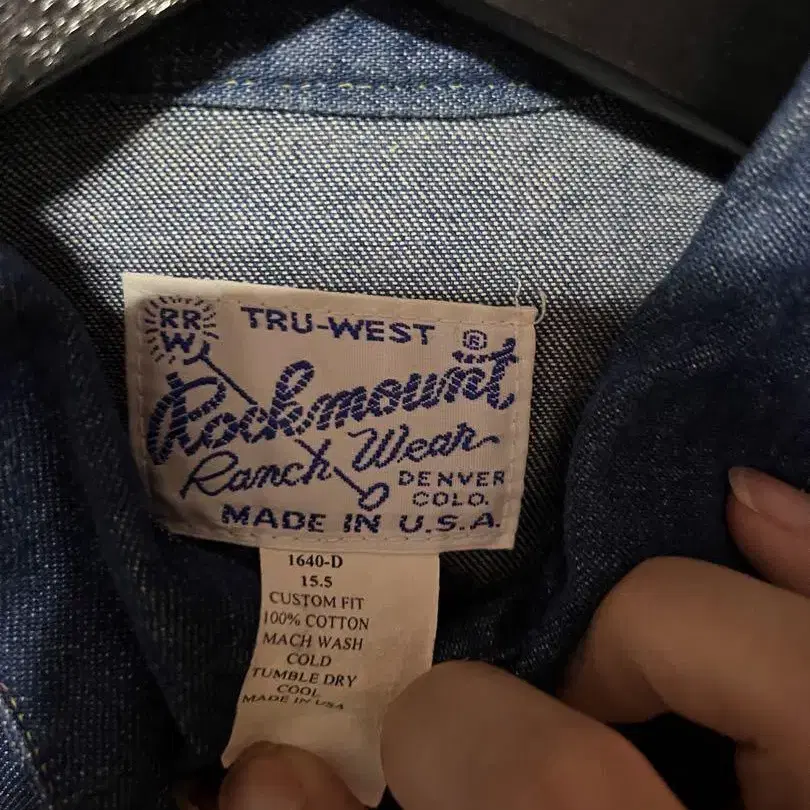 RR
W
TRU-WEST ®
Rockmount
Ranch Wear
DENVER
COLO.
MADE IN U.S.A.
1640-D
15.5
CUSTOM FIT
100% COTTON
MACH WASH
COLD
TUMBLE DRY
COOL
MADE IN USA